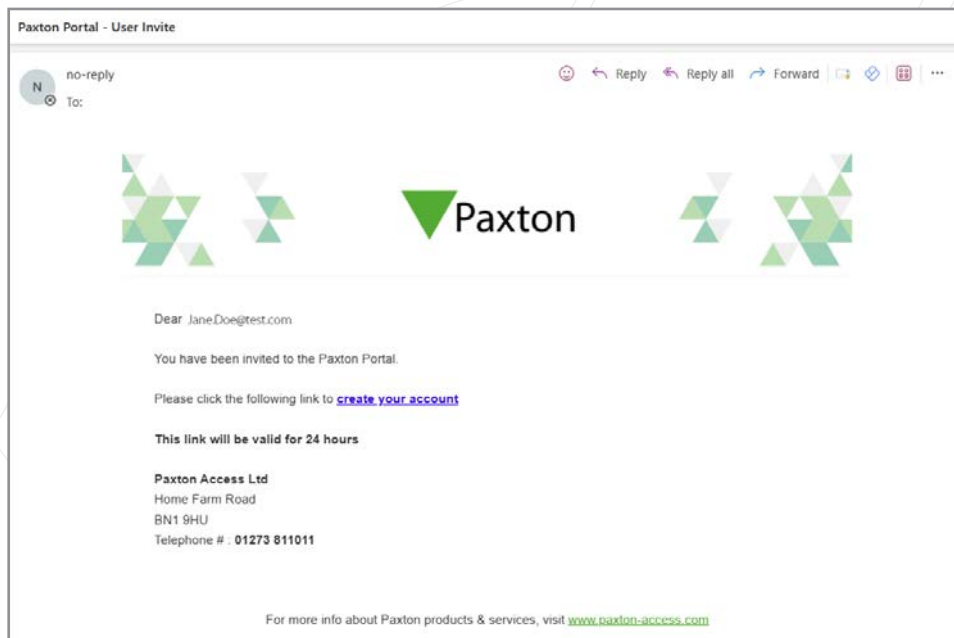 Paxton Portal - User Invite
N
no-reply
Reply
Reply all
Forward
To:
Paxton
Dear Jane.Doe@test.com
You have been invited to the Paxton Portal.
Please click the following link to create your account
This link will be valid for 24 hours
Paxton Access Ltd
Home Farm Road
BN1 9HU
Telephone # : 01273 811011
For more info about Paxton products & services, visit www.paxton-access.com